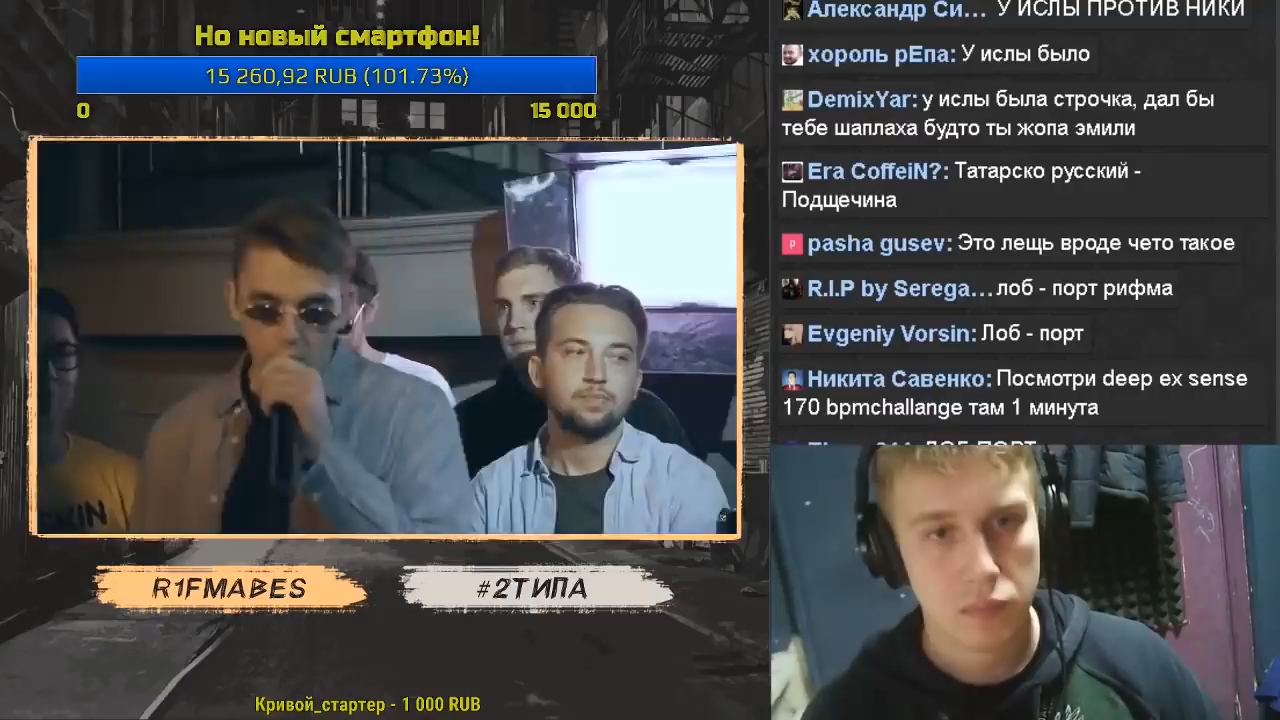 Но новый смартфон!
15 260,92 RUB (101.73%)
0
15 000
R1FMABES
#2ТИПА
Кривой_стартер - 1 000 RUB
Александр Си... У ИСЛЫ ПРОТИВ НИКИ
хороль рЕпа: У ислы было
DemixYar: у ислы была строчка, дал бы
тебе шаплаха будто ты жопа эмили
Era CoffeiN?: Татарско русский -
Подщечина
p pasha gusev: Это лещь вроде чето такое
R.I.P by Serega...лоб - порт рифма
Evgeniy Vorsin: Лоб - порт
Никита Савенко: Посмотри deep ex sense
170 bpmchallange там 1 минута